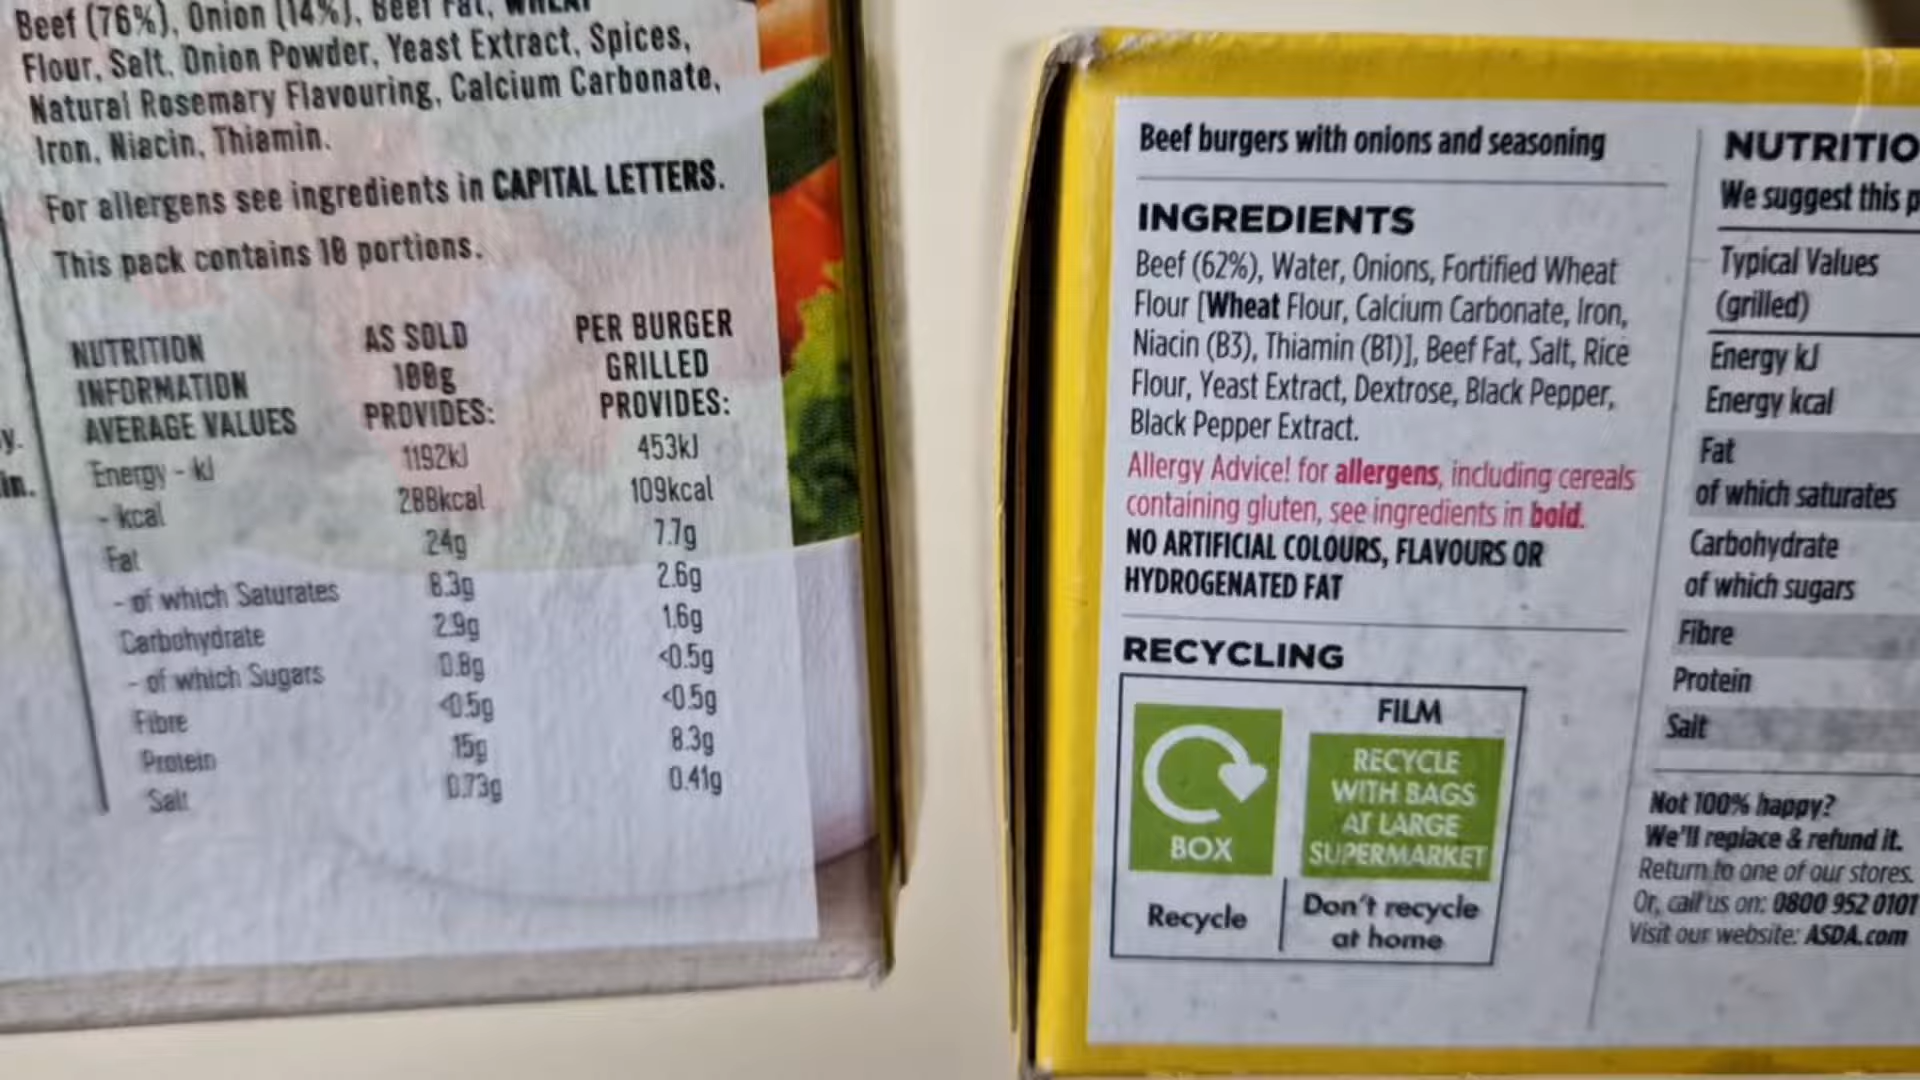 Beef (76%), Onion (14%), Beef Fat, WHEAT
Flour, Salt, Onion Powder, Yeast Extract, Spices,
Natural Rosemary Flavouring, Calcium Carbonate,
Iron, Niacin, Thiamin.
For allergens see ingredients in CAPITAL LETTERS.
This pack contains 10 portions.
y.
in.
NUTRITION
INFORMATION
AVERAGE VALUES
AS SOLD
100g
PROVIDES:
PER BURGER
GRILLED
PROVIDES:
Energy - kJ 1192kJ 453kJ
- kcal 288kcal 109kcal
Fat 24g 7.7g
- of which Saturates 8.3g 2.6g
Carbohydrate 2.9g 1.6g
- of which Sugars 0.8g <0.5g
Fibre <0.5g <0.5g
Protein 15g 8.3g
Salt 0.73g 0.41g
Beef burgers with onions and seasoning
INGREDIENTS
Beef (62%), Water, Onions, Fortified Wheat
Flour [Wheat Flour, Calcium Carbonate, Iron,
Niacin (B3), Thiamin (B1)], Beef Fat, Salt, Rice
Flour, Yeast Extract, Dextrose, Black Pepper,
Black Pepper Extract.
Allergy Advice! for allergens, including cereals
containing gluten, see ingredients in bold.
NO ARTIFICIAL COLOURS, FLAVOURS OR
HYDROGENATED FAT
RECYCLING
BOX
Recycle
FILM
RECYCLE
WITH BAGS
AT LARGE
SUPERMARKET
Don't recycle
at home
NUTRITIO
We suggest this p
Typical Values
(grilled)
Energy kJ
Energy kcal
Fat
of which saturates
Carbohydrate
of which sugars
Fibre
Protein
Salt
Not 100% happy?
We'll replace & refund it.
Return to one of our stores.
Or, call us on: 0800 952 0101
Visit our website: ASDA.com